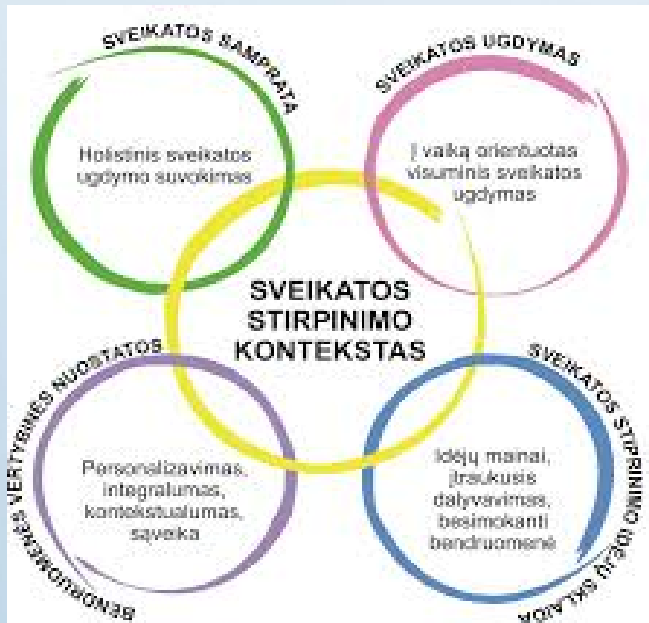 SVEIKATOS SAMPRATA
Holistinis sveikatos
ugdymo suvokimas
SVEIKATOS UGDYMAS
Į vaiką orientuotas
visuminis sveikatos
ugdymas
SVEIKATOS
STIRPINIMO
KONTEKSTAS
BENDRUOMENĖS VERTYBINĖS NUOSTATOS
Personalizavimas,
integralumas,
kontekstualumas,
sąveika
SVEIKATOS STIPRINIMO IDĖJŲ SKLAIDA
Idėjų mainai,
įtraukusis
dalyvavimas,
besimokanti
bendruomenė